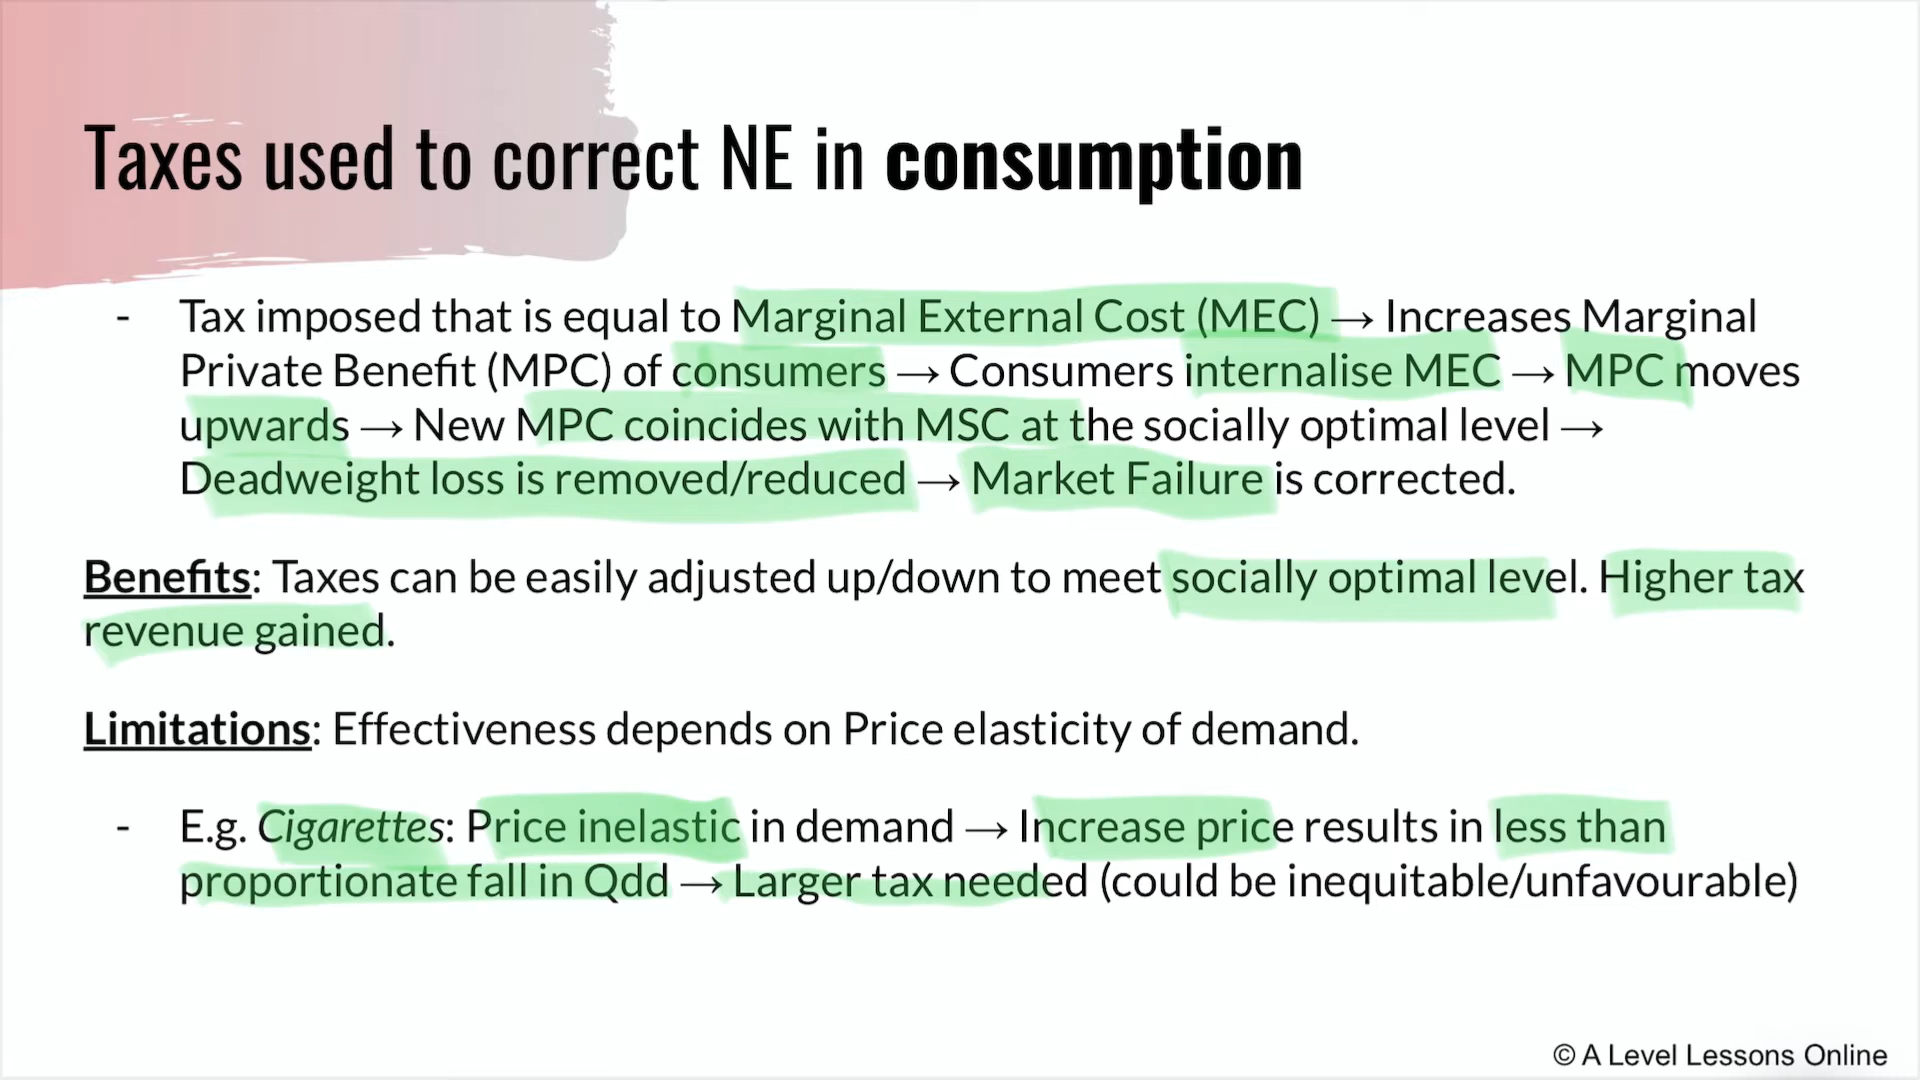 Taxes used to correct NE in consumption
- Tax imposed that is equal to Marginal External Cost (MEC) → Increases Marginal
Private Benefit (MPC) of consumers → Consumers internalise MEC → MPC moves
upwards → New MPC coincides with MSC at the socially optimal level →
Deadweight loss is removed/reduced → Market Failure is corrected.
Benefits: Taxes can be easily adjusted up/down to meet socially optimal level. Higher tax
revenue gained.
Limitations: Effectiveness depends on Price elasticity of demand.
- E.g. Cigarettes: Price inelastic in demand → Increase price results in less than
proportionate fall in Qdd → Larger tax needed (could be inequitable/unfavourable)
© A Level Lessons Online